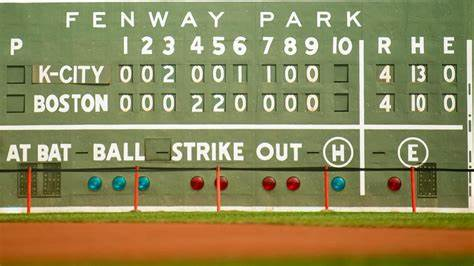 FENWAY PARK
P 1 2 3 4 5 6 7 8 9 10 R H E
K-CITY 0 0 2 0 0 1 1 0 0 4 13 0
BOSTON 0 0 0 2 2 0 0 0 0 4 10 0
AT BAT - BALL - STRIKE OUT - H E